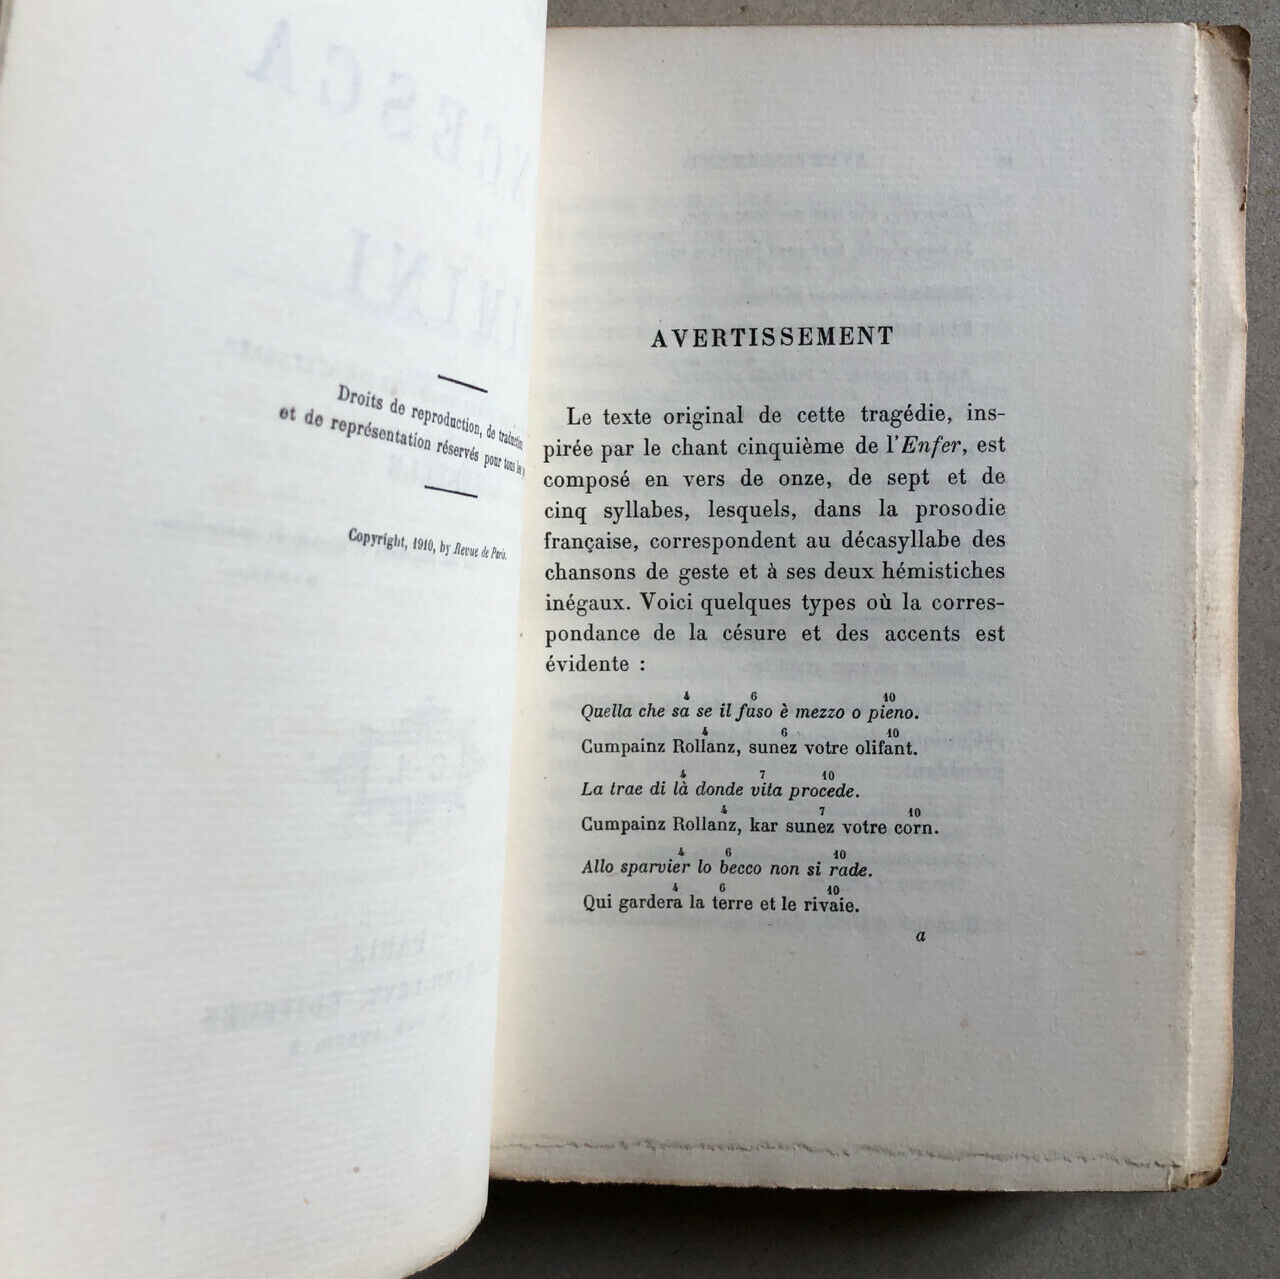 Droits de reproduction, de traduction
et de représentation réservés pour tous les
Copyright, 1910, by Revue de Paris.
AVERTISSEMENT
Le texte original de cette tragédie, ins-
pirée par le chant cinquième de l'Enfer, est
composé en vers de onze, de sept et de
cinq syllabes, lesquels, dans la prosodie
française, correspondent au décasyllabe des
chansons de geste et à ses deux hémistiches
inégaux. Voici quelques types où la corres-
pondance de la césure et des accents est
évidente :
4 6 10
Quella che sa se il fuso è mezzo o pieno.
4 6 10
Cumpainz Rollanz, sunez votre olifant.
4 7 10
La trae di là donde vita procede.
4 7 10
Cumpainz Rollanz, kar sunez votre corn.
4 6 10
Allo sparvier lo becco non si rade.
4 6 10
Qui gardera la terre et le rivaie.
a